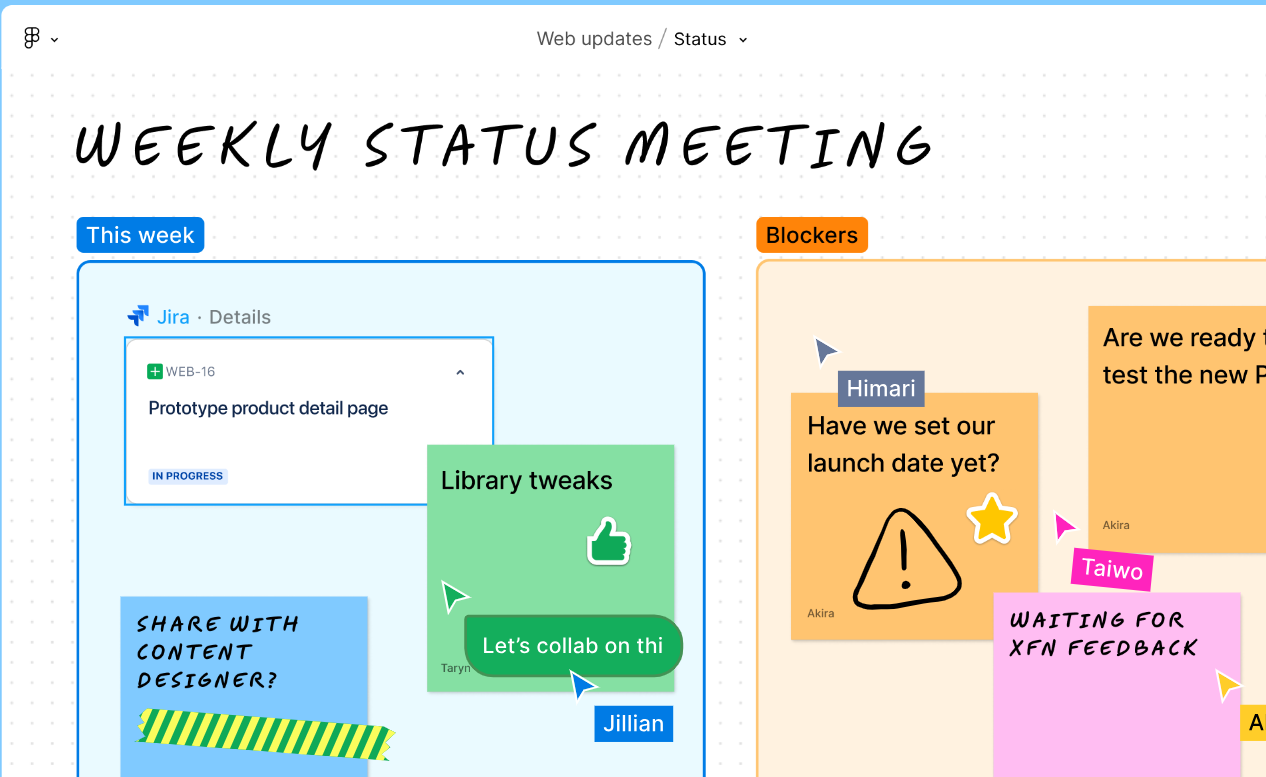 Web updates / Status
WEEKLY STATUS MEETING
This week
Jira · Details
WEB-16
Prototype product detail page
IN PROGRESS
Library tweaks
Let's collab on thi
Taryn
Jillian
SHARE WITH
CONTENT
DESIGNER?
Blockers
Himari
Have we set our
launch date yet?
Akira
Are we ready
test the new P
Akira
Taiwo
WAITING FOR
XFN FEEDBACK